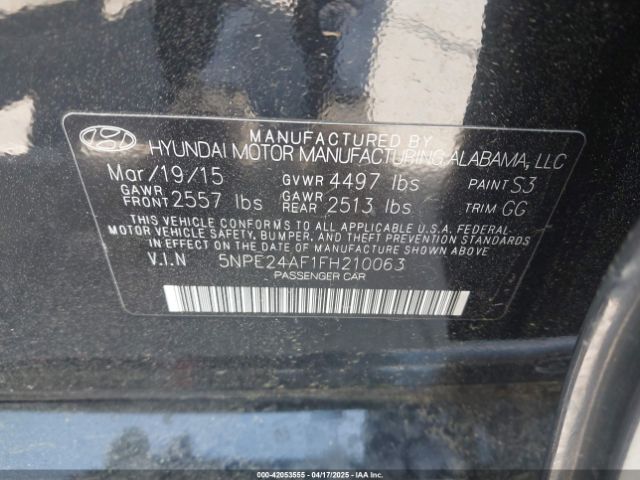 MANUFACTURED BY
HYUNDAI MOTOR MANUFACTURING ALABAMA, LLC
Mar/19/15 GVWR 4497 lbs PAINT S3
GAWR FRONT 2557 lbs GAWR REAR 2513 lbs TRIM GG
THIS VEHICLE CONFORMS TO ALL APPLICABLE U.S.A. FEDERAL
MOTOR VEHICLE SAFETY, BUMPER, AND THEFT PREVENTION STANDARDS
IN EFFECT ON THE DATE OF MANUFACTURE SHOWN ABOVE
V.I.N 5NPE24AF1FH210063
PASSENGER CAR
000-42053555 - 04/17/2025 - IAAI.COM